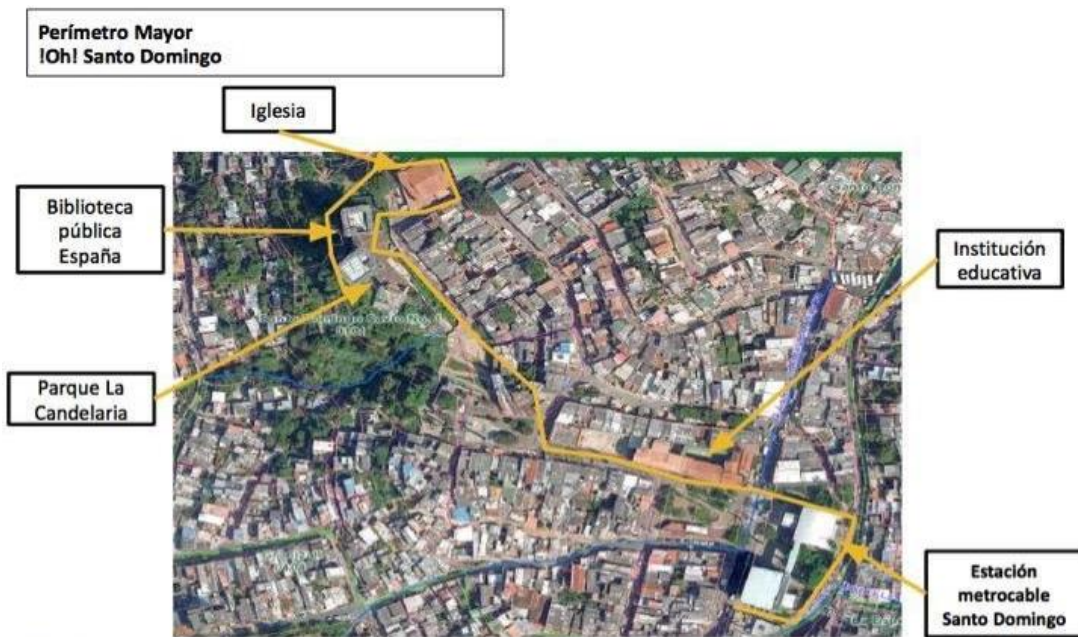 Perímetro Mayor
!Oh! Santo Domingo
Iglesia
Biblioteca
pública
España
Institución
educativa
Parque La
Candelaria
Estación
metrocable
Santo Domingo